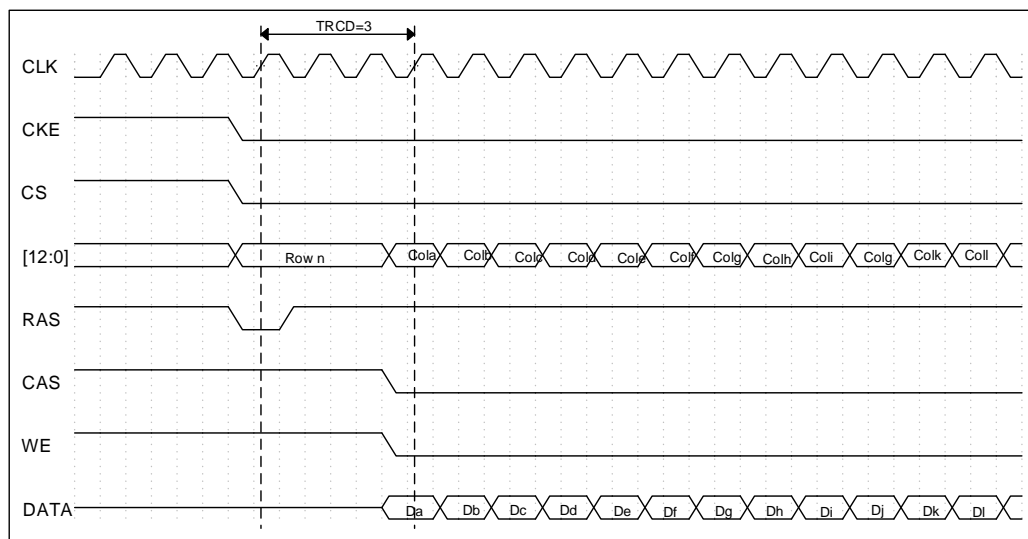 TRCD=3
CLK
CKE
CS
[12:0] Row n Cola Colb Colc Cold Cole Colf Colg Colh Coli Colg Colk Coll
RAS
CAS
WE
DATA Da Db Dc Dd De Df Dg Dh Di Dj Dk Dl